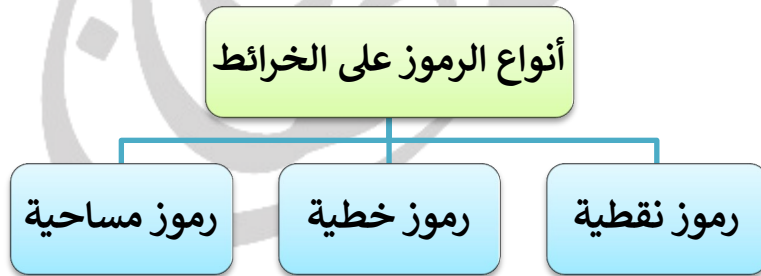 أنواع الرموز على الخرائط
رموز نقطية
رموز خطية
رموز مساحية